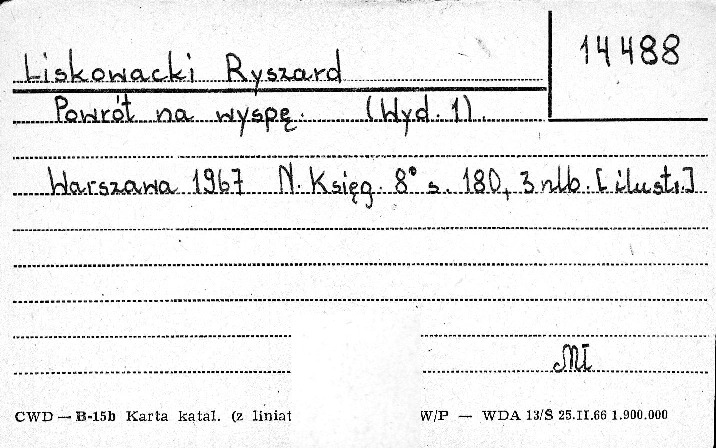 14488
Liskowacki Ryszard
Powrót na wyspę. (Wyd. 1).
Warszawa 1967 N. Księg. 8° s. 180, 3 nlb. [ilustr.]
CWD — B-15b Karta katal. (z liniat W/P — WDA 13/S 25.II.66 1.900.000